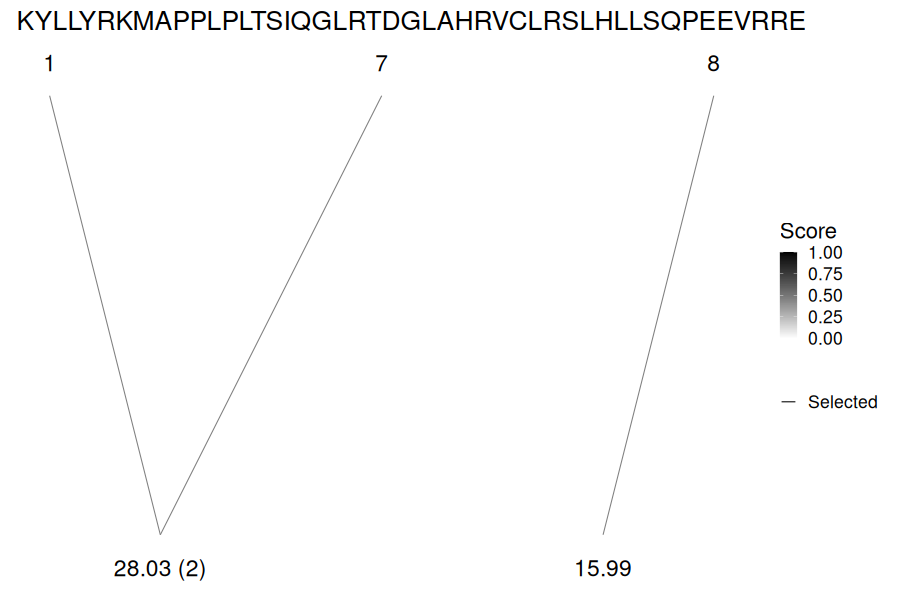 KYLLYRKMAPPLPLTSIQGLRTDGLAHRVCLRSLHLLSQPEEVRRE
1 7 8
Score
1.00
0.75
0.50
0.25
0.00
Selected
28.03 (2) 15.99